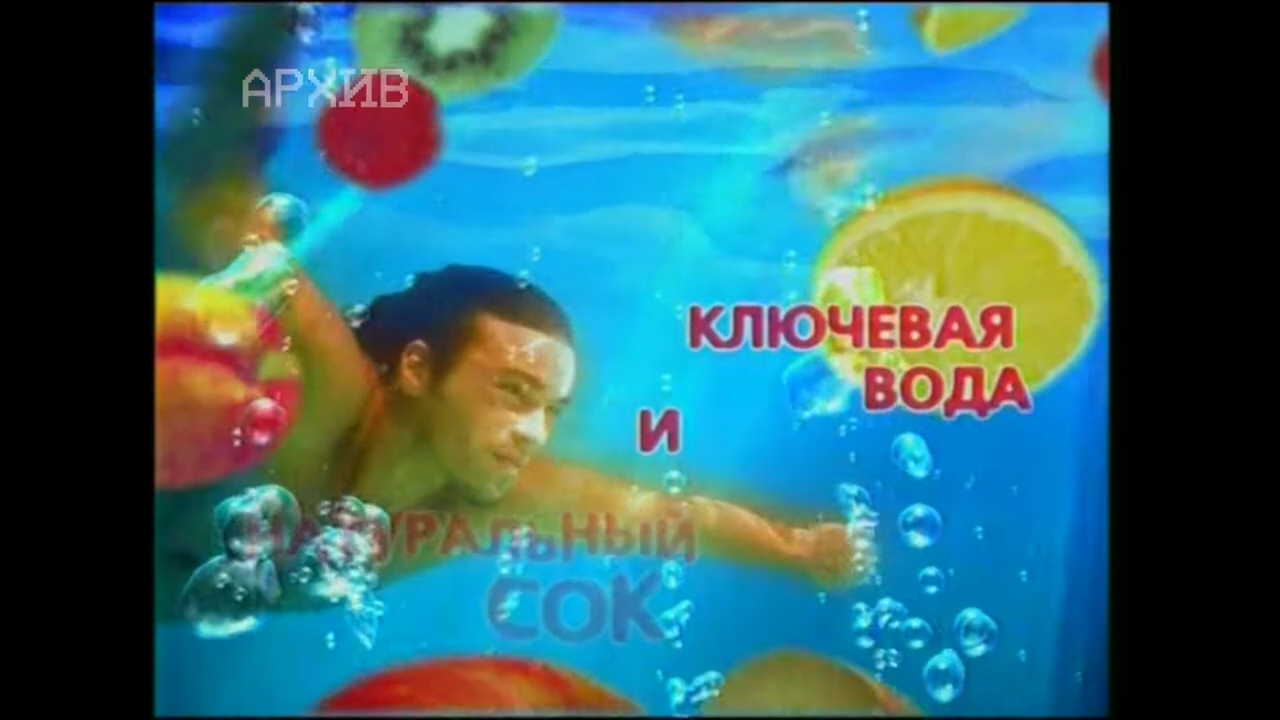 АРХИВ
КЛЮЧЕВАЯ
ВОДА
И
НАТУРАЛЬНЫЙ
СОК